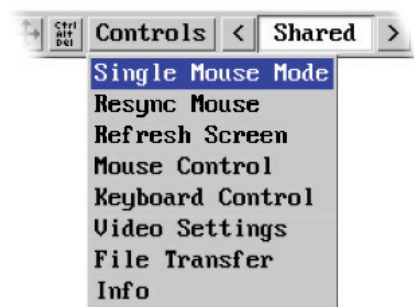 Ctrl
Alt
Del
Controls < Shared >
Single Mouse Mode
Resync Mouse
Refresh Screen
Mouse Control
Keyboard Control
Video Settings
File Transfer
Info